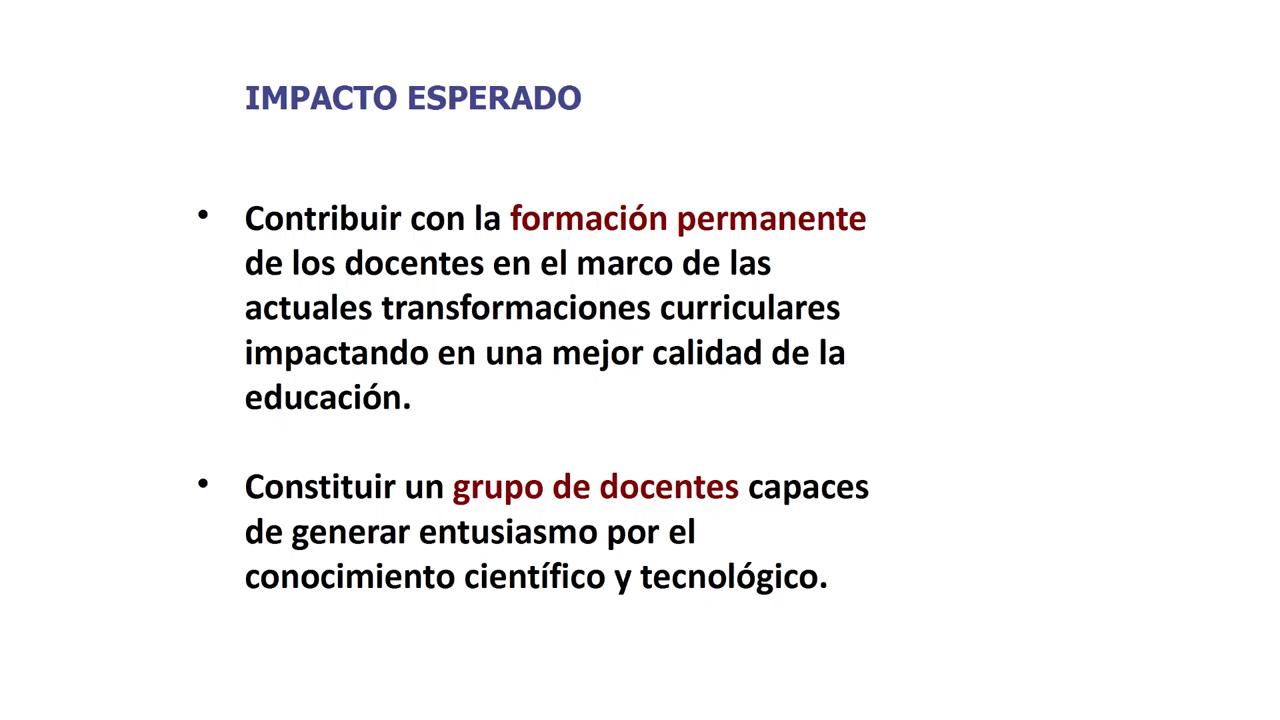 IMPACTO ESPERADO
• Contribuir con la formación permanente
de los docentes en el marco de las
actuales transformaciones curriculares
impactando en una mejor calidad de la
educación.
• Constituir un grupo de docentes capaces
de generar entusiasmo por el
conocimiento científico y tecnológico.